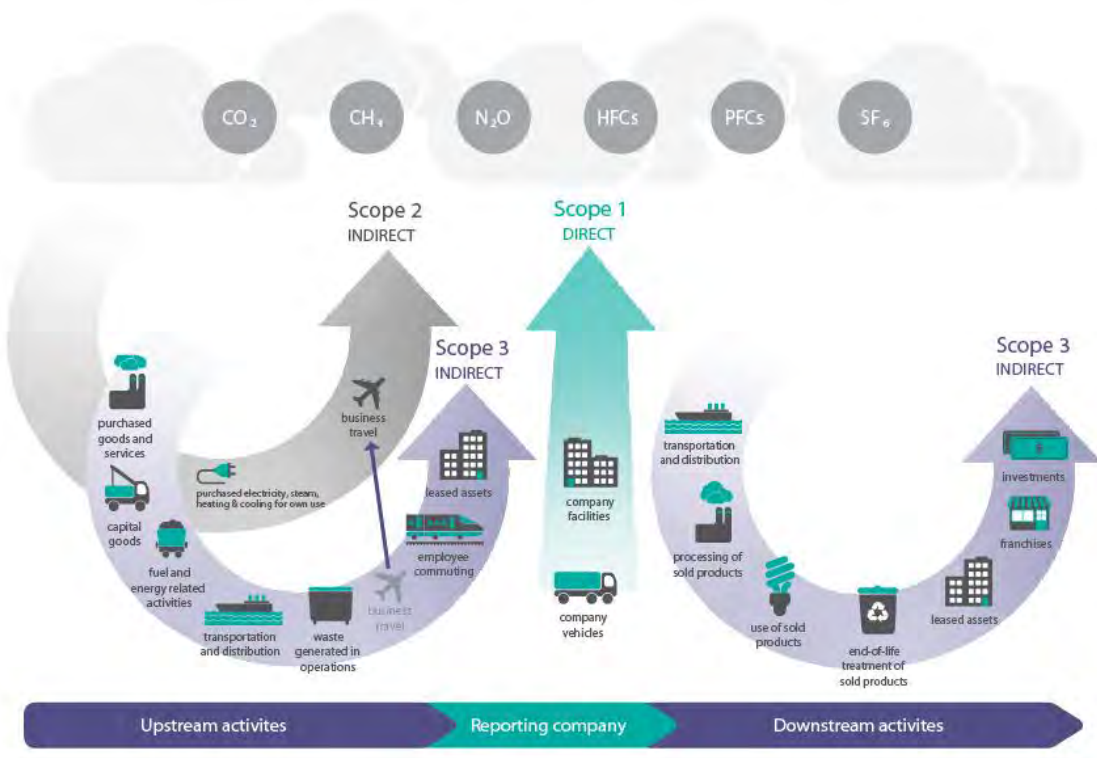 CO₂
CH₄
N₂O
HFCs
PFCs
SF₆
Scope 2
INDIRECT
Scope 1
DIRECT
Scope 3
INDIRECT
Scope 3
INDIRECT
purchased
goods and
services
business
travel
purchased electricity, steam,
heating & cooling for own use
leased assets
capital
goods
employee
commuting
fuel and
energy related
activities
business
travel
transportation
and distribution
waste
generated in
operations
company
facilities
company
vehicles
transportation
and distribution
investments
processing of
sold products
franchises
use of sold
products
leased assets
end-of-life
treatment of
sold products
Upstream activites
Reporting company
Downstream activites